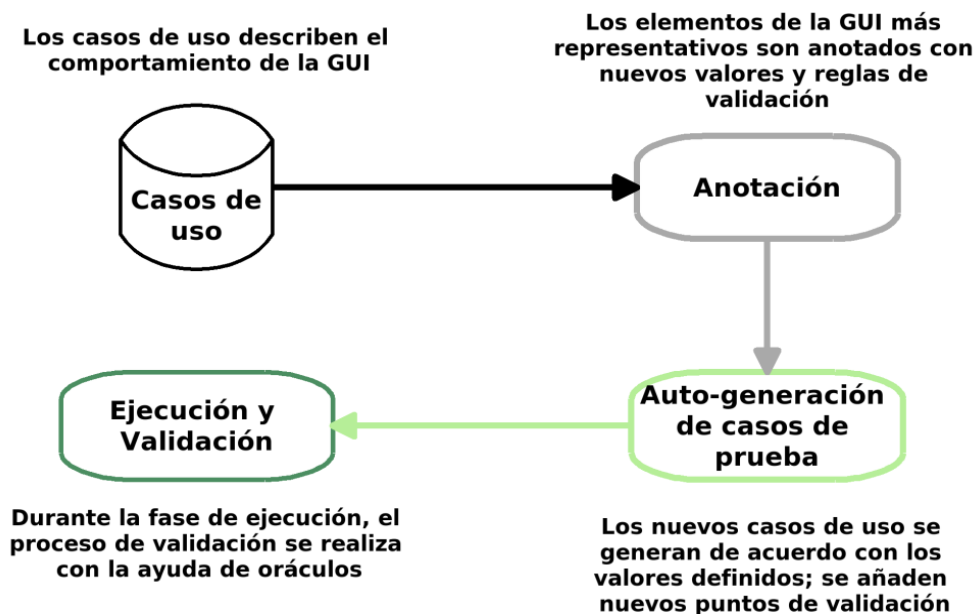 Los casos de uso describen el
comportamiento de la GUI
Los elementos de la GUI más
representativos son anotados con
nuevos valores y reglas de
validación
Casos de
uso
Anotación
Auto-generación
de casos de
prueba
Ejecución y
Validación
Durante la fase de ejecución, el
proceso de validación se realiza
con la ayuda de oráculos
Los nuevos casos de uso se
generan de acuerdo con los
valores definidos; se añaden
nuevos puntos de validación